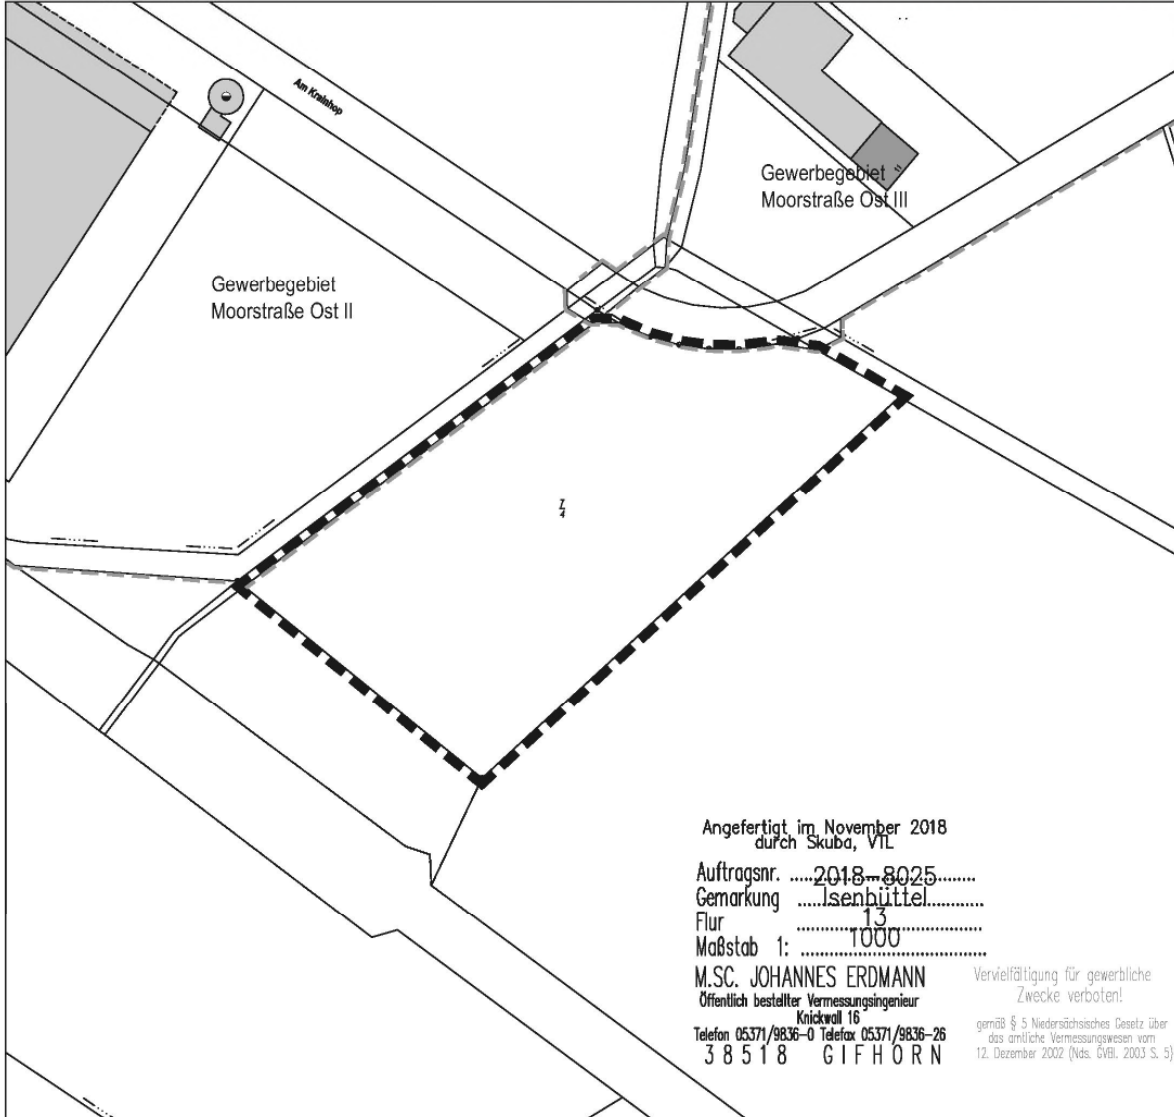 Am Krainhop
Gewerbegebiet
Moorstraße Ost III
Gewerbegebiet
Moorstraße Ost II
7
4
Angefertigt im November 2018
durch Skuba, VTL
Auftragsnr. 2018-8025
Gemarkung Isenbüttel
Flur 13
Maßstab 1: 1000
M.SC. JOHANNES ERDMANN
Öffentlich bestellter Vermessungsingenieur
Knickwall 16
Telefon 05371/9836-0 Telefax 05371/9836-26
38518 GIFHORN
Vervielfältigung für gewerbliche
Zwecke verboten!
gemäß § 5 Niedersächsisches Gesetz über
das amtliche Vermessungswesen vom
12. Dezember 2002 (Nds. GVBl. 2003 S. 5)